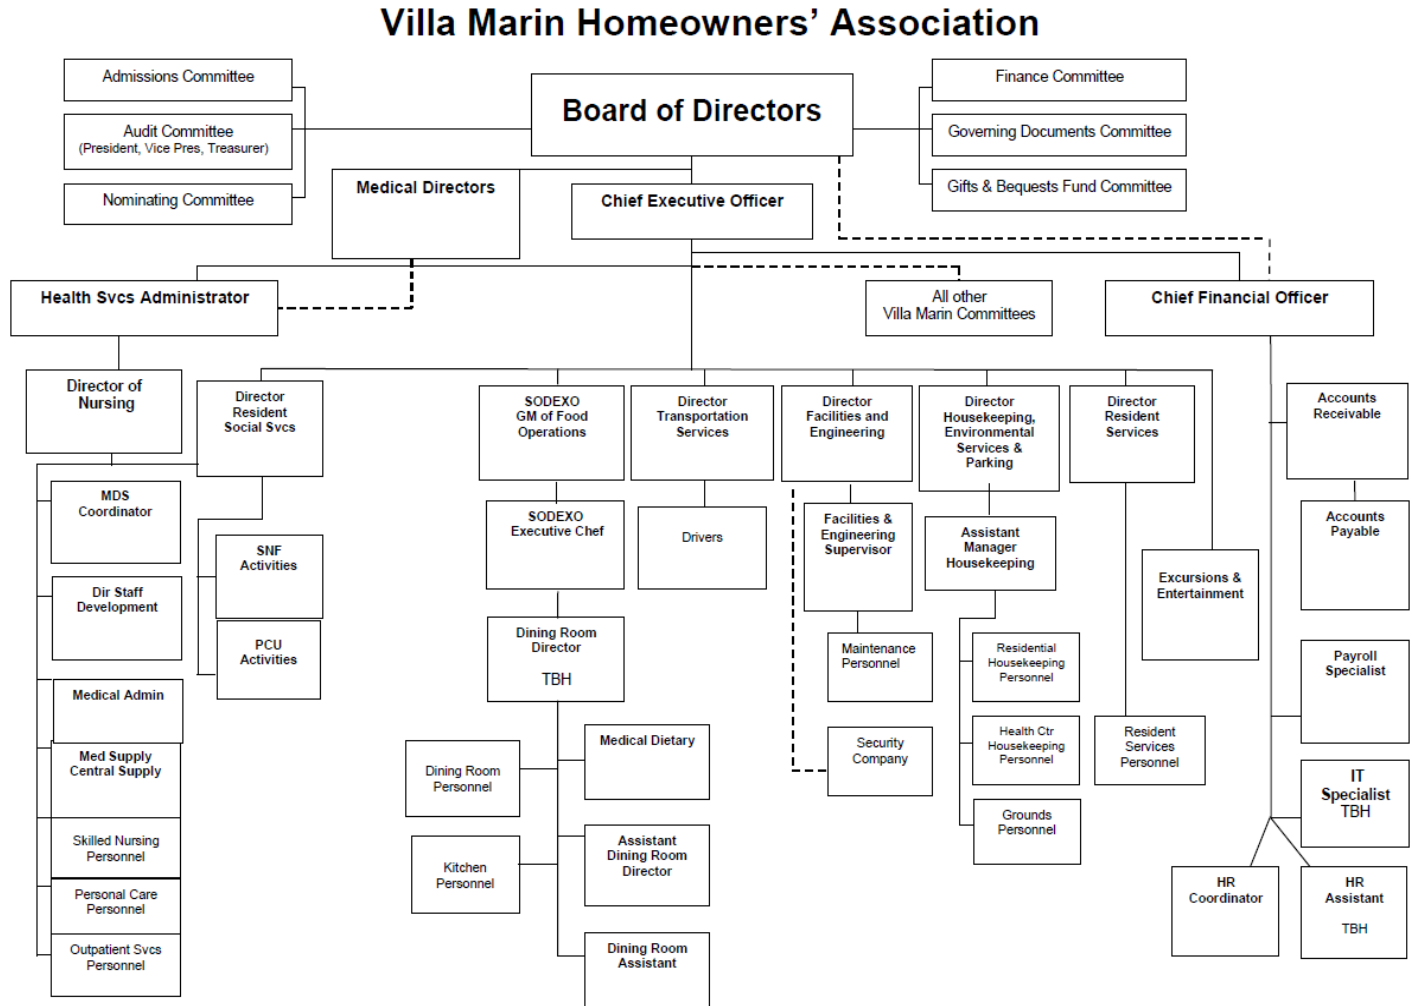 Villa Marin Homeowners' Association
Admissions Committee
Audit Committee
(President, Vice Pres, Treasurer)
Nominating Committee
Board of Directors
Finance Committee
Governing Documents Committee
Gifts & Bequests Fund Committee
Medical Directors
Chief Executive Officer
Health Svcs Administrator
All other
Villa Marin Committees
Chief Financial Officer
Director of
Nursing
Director
Resident
Social Svcs
SODEXO
GM of Food
Operations
Director
Transportation
Services
Director
Facilities and
Engineering
Director
Housekeeping,
Environmental
Services &
Parking
Director
Resident
Services
Accounts
Receivable
MDS
Coordinator
SNF
Activities
SODEXO
Executive Chef
Drivers
Facilities &
Engineering
Supervisor
Assistant
Manager
Housekeeping
Excursions &
Entertainment
Accounts
Payable
Dir Staff
Development
PCU
Activities
Dining Room
Director
TBH
Maintenance
Personnel
Residential
Housekeeping
Personnel
Payroll
Specialist
Medical Admin
Med Supply
Central Supply
Dining Room
Personnel
Medical Dietary
Security
Company
Health Ctr
Housekeeping
Personnel
Resident
Services
Personnel
IT
Specialist
TBH
Skilled Nursing
Personnel
Kitchen
Personnel
Assistant
Dining Room
Director
Grounds
Personnel
HR
Coordinator
HR
Assistant
TBH
Personal Care
Personnel
Outpatient Svcs
Personnel
Dining Room
Assistant